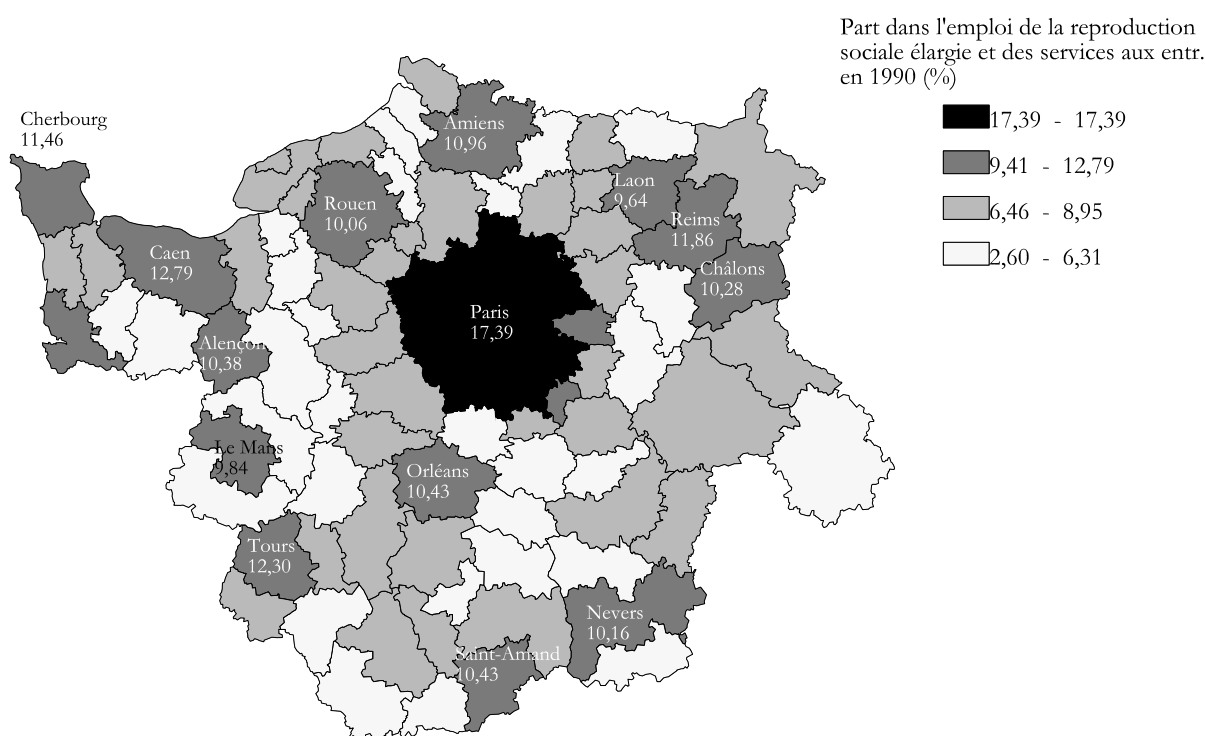 Part dans l'emploi de la reproduction
sociale élargie et des services aux entr.
en 1990 (%)
17,39 - 17,39
9,41 - 12,79
6,46 - 8,95
2,60 - 6,31
Cherbourg
11,46
Amiens
10,96
Laon
9,64
Rouen
10,06
Reims
11,86
Caen
12,79
Châlons
10,28
Paris
17,39
Alençon
10,38
Le Mans
9,84
Orléans
10,43
Tours
12,30
Nevers
10,16
Saint-Amand
10,43